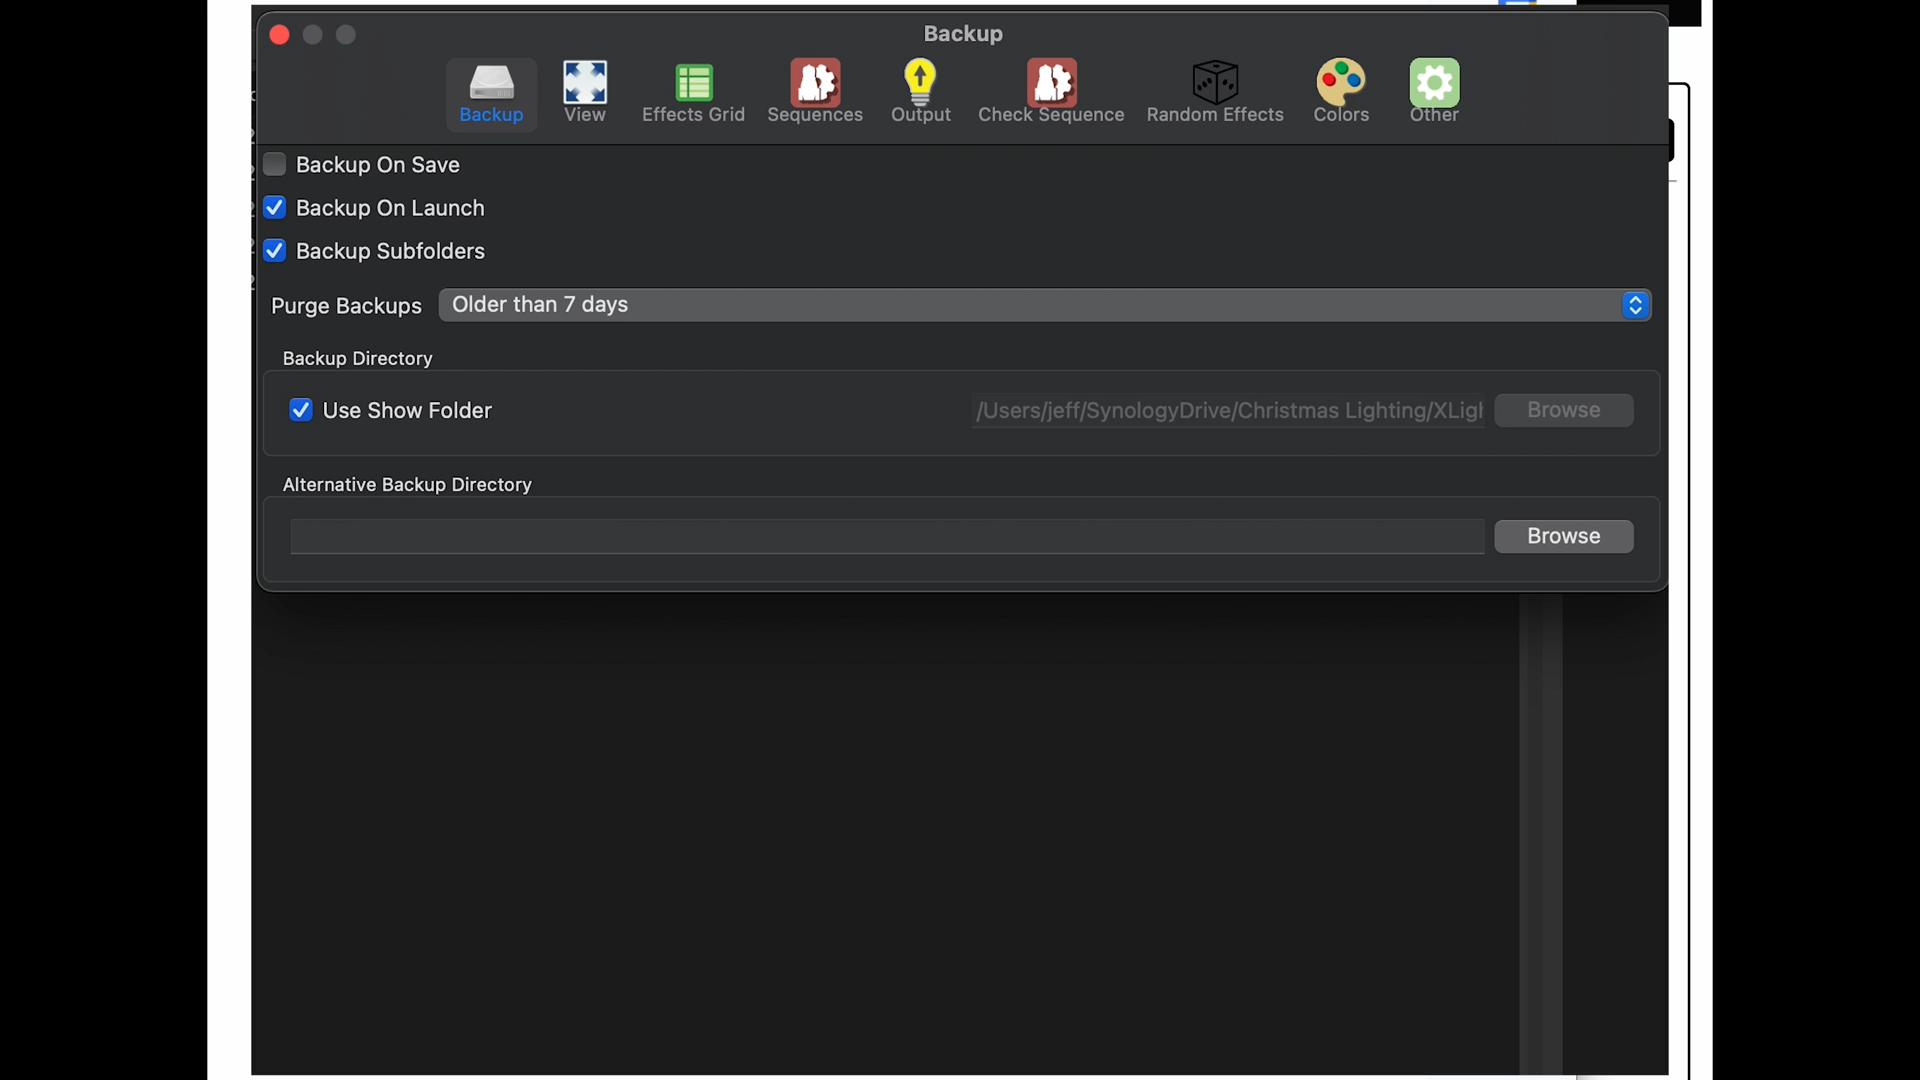 Backup
Backup
View
Effects Grid
Sequences
Output
Check Sequence
Random Effects
Colors
Other
Backup On Save
Backup On Launch
Backup Subfolders
Purge Backups
Older than 7 days
Backup Directory
Use Show Folder
/Users/jeff/SynologyDrive/Christmas Lighting/XLigl
Browse
Alternative Backup Directory
Browse